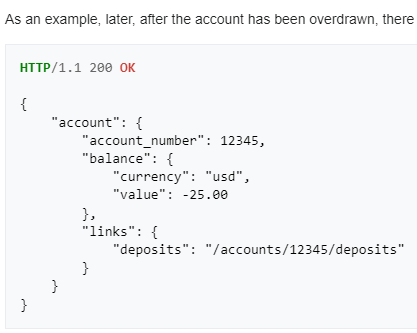 As an example, later, after the account has been overdrawn, there
HTTP/1.1 200 OK
{
    "account": {
        "account_number": 12345,
        "balance": {
            "currency": "usd",
            "value": -25.00
        },
        "links": {
            "deposits": "/accounts/12345/deposits"
        }
    }
}